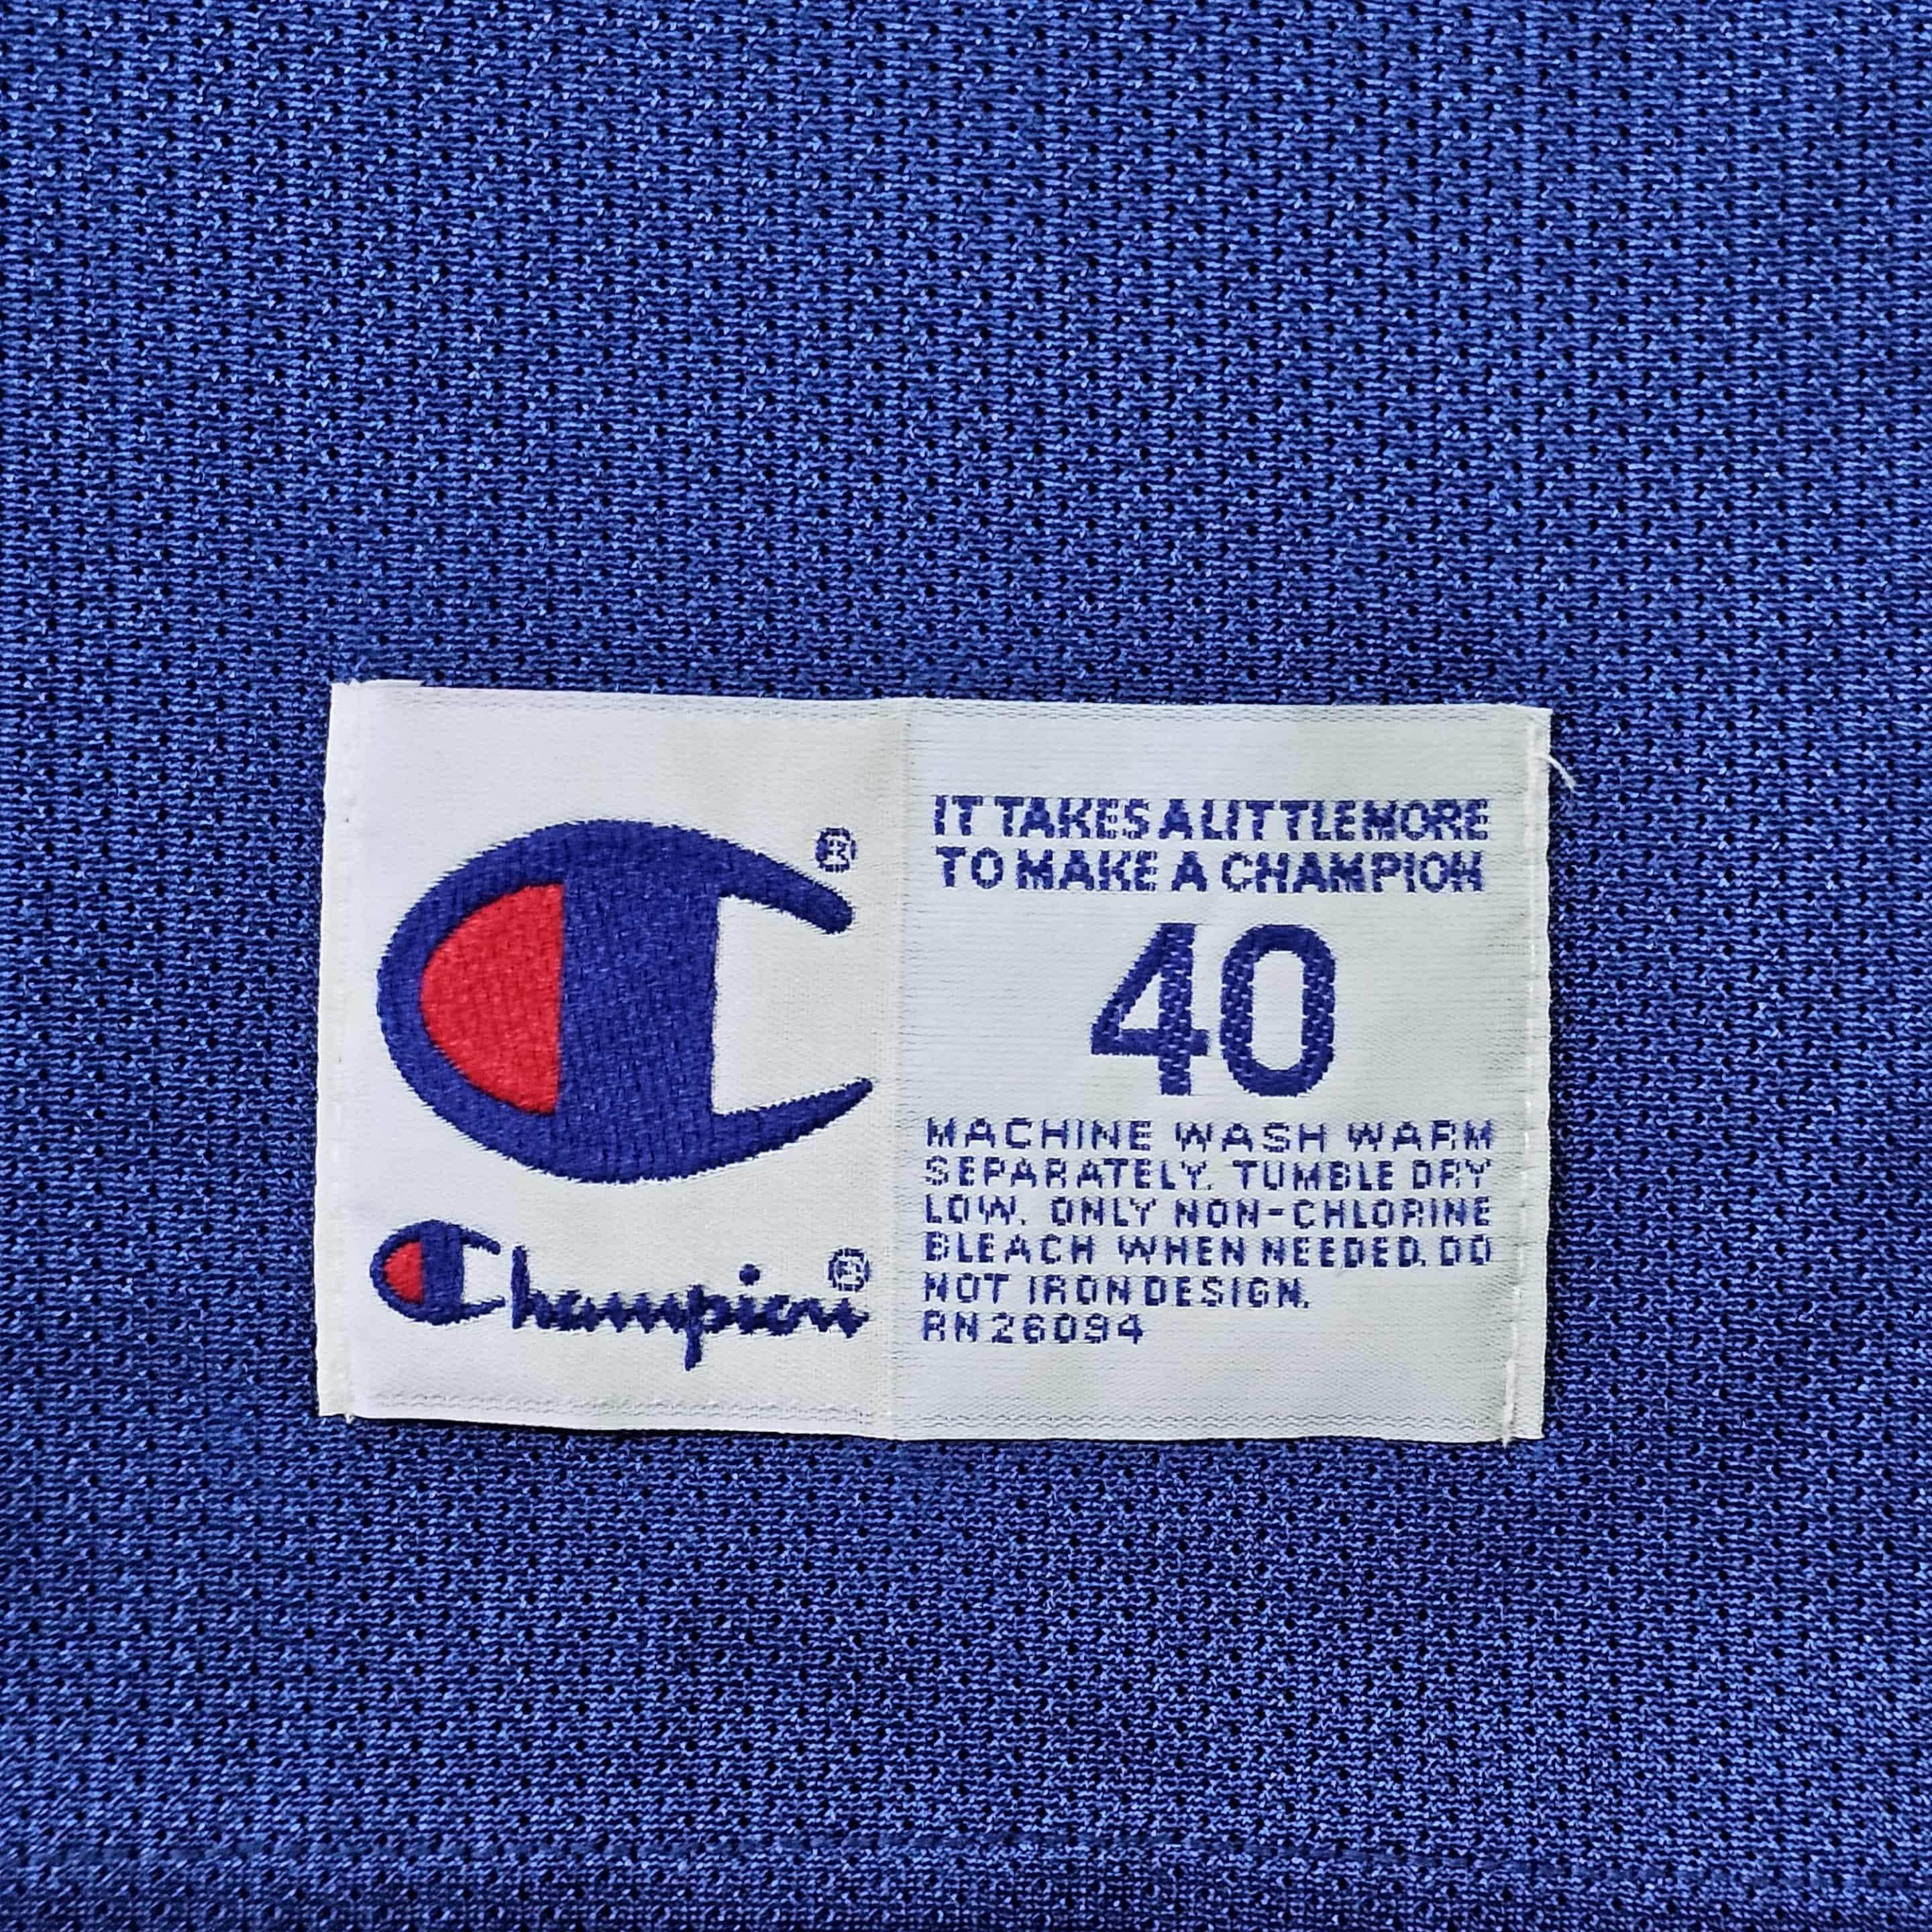 Champion
IT TAKES A LITTLE MORE
TO MAKE A CHAMPION
40
MACHINE WASH WARM
SEPARATELY. TUMBLE DRY
LOW. ONLY NON-CHLORINE
BLEACH WHEN NEEDED. DO
NOT IRON DESIGN.
RN 26094